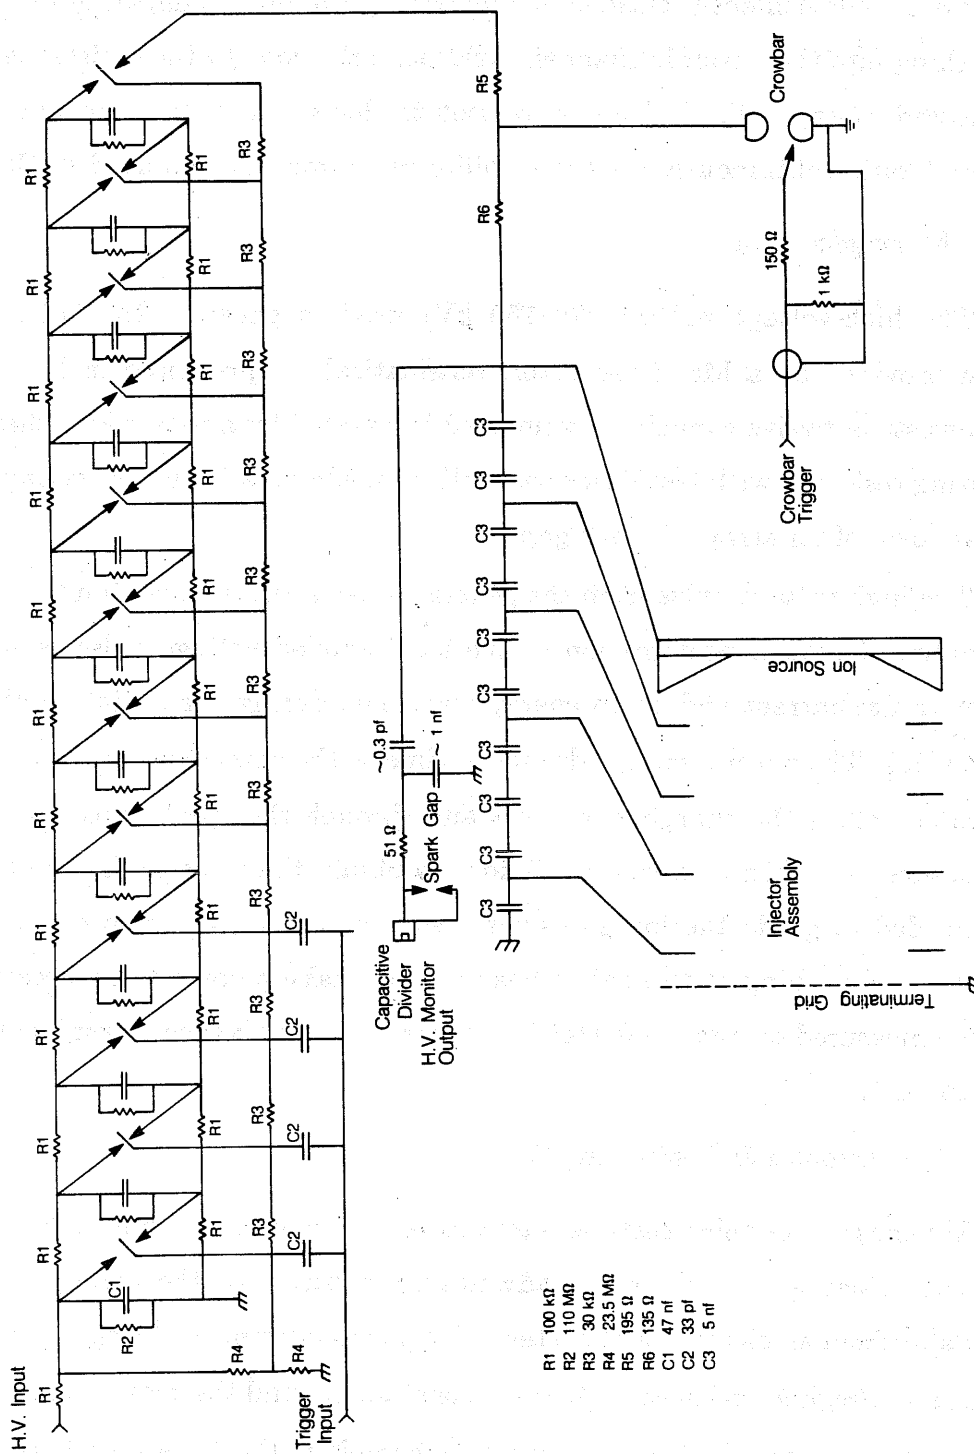 H.V. Input
R1
R1
R1
R1
R1
R1
R1
R1
R1
R1
R1
R1
R2
C1
R1
R1
R1
R1
R1
R1
R1
R1
R1
R1
R1
R4
R3
R3
R3
R3
R3
R3
R3
R3
R3
R3
R3
R4
C2
C2
C2
C2
Trigger
Input
Capacitive
Divider
H.V. Monitor
Output
51 Ω
Spark Gap
~0.3 pf
~ 1 nf
C3
C3
C3
C3
C3
C3
C3
C3
C3
C3
R6
R5
R1 100 kΩ
R2 110 MΩ
R3 30 kΩ
R4 23.5 MΩ
R5 195 Ω
R6 135 Ω
C1 47 nf
C2 33 pf
C3 5 nf
Terminating Grid
Injector
Assembly
Ion Source
Crowbar
Trigger
150 Ω
1 kΩ
Crowbar